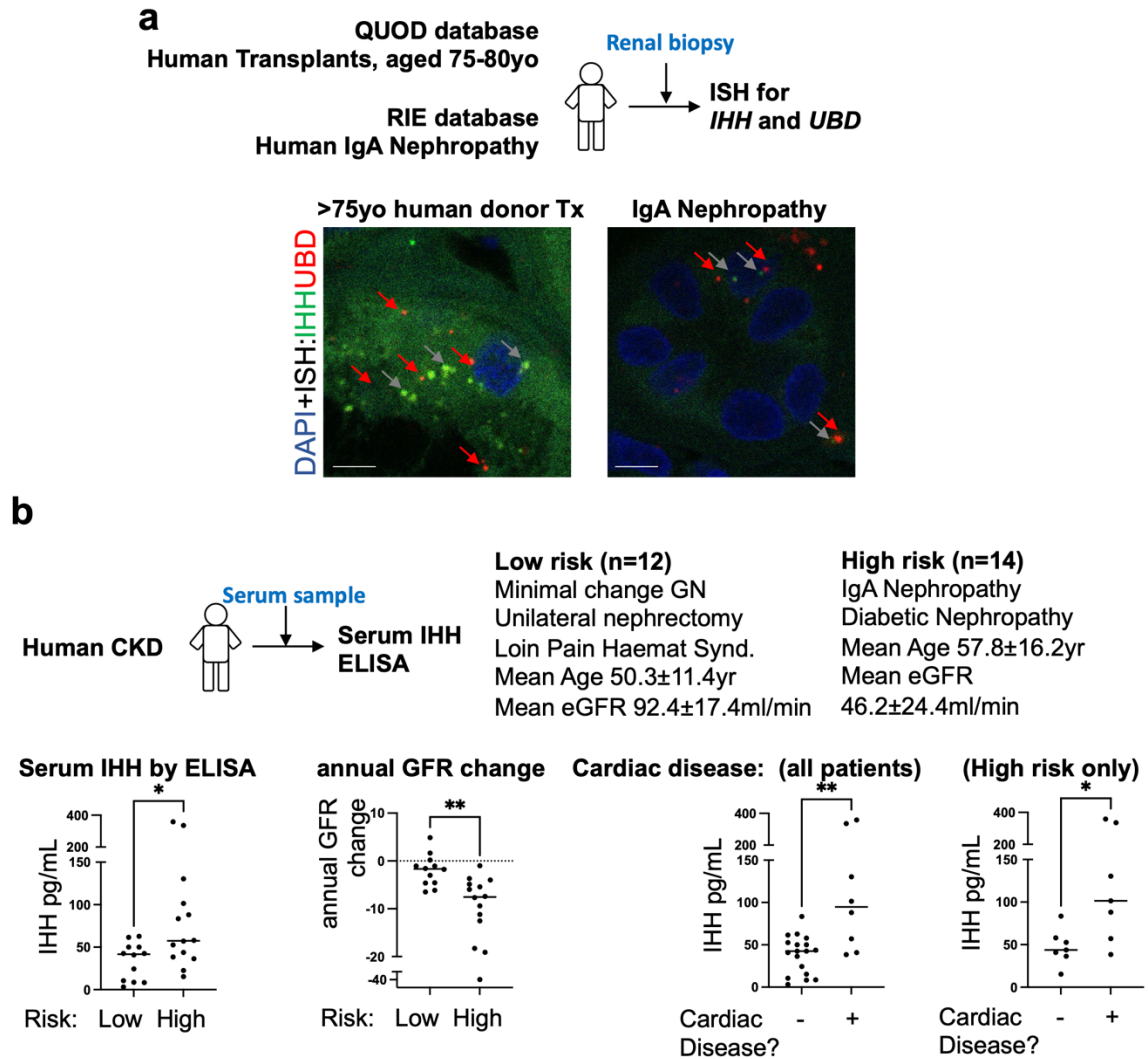 a
QUOD database
Human Transplants, aged 75-80yo
RIE database
Human IgA Nephropathy
Renal biopsy
ISH for
IHH and UBD
>75yo human donor Tx
IgA Nephropathy
DAPI+ISH:IHHUBD
b
Human CKD
Serum sample
Serum IHH
ELISA
Low risk (n=12)
Minimal change GN
Unilateral nephrectomy
Loin Pain Haemat Synd.
Mean Age 50.3±11.4yr
Mean eGFR 92.4±17.4ml/min
High risk (n=14)
IgA Nephropathy
Diabetic Nephropathy
Mean Age 57.8±16.2yr
Mean eGFR
46.2±24.4ml/min
Serum IHH by ELISA
*
IHH pg/mL
400
200
150
100
50
0
Risk: Low High
annual GFR change
**
annual GFR
change
10
0
-10
-20
-40
Risk: Low High
Cardiac disease: (all patients)
**
IHH pg/mL
400
200
150
100
50
0
- +
Cardiac
Disease?
(High risk only)
*
IHH pg/mL
400
200
150
100
50
0
- +
Cardiac
Disease?